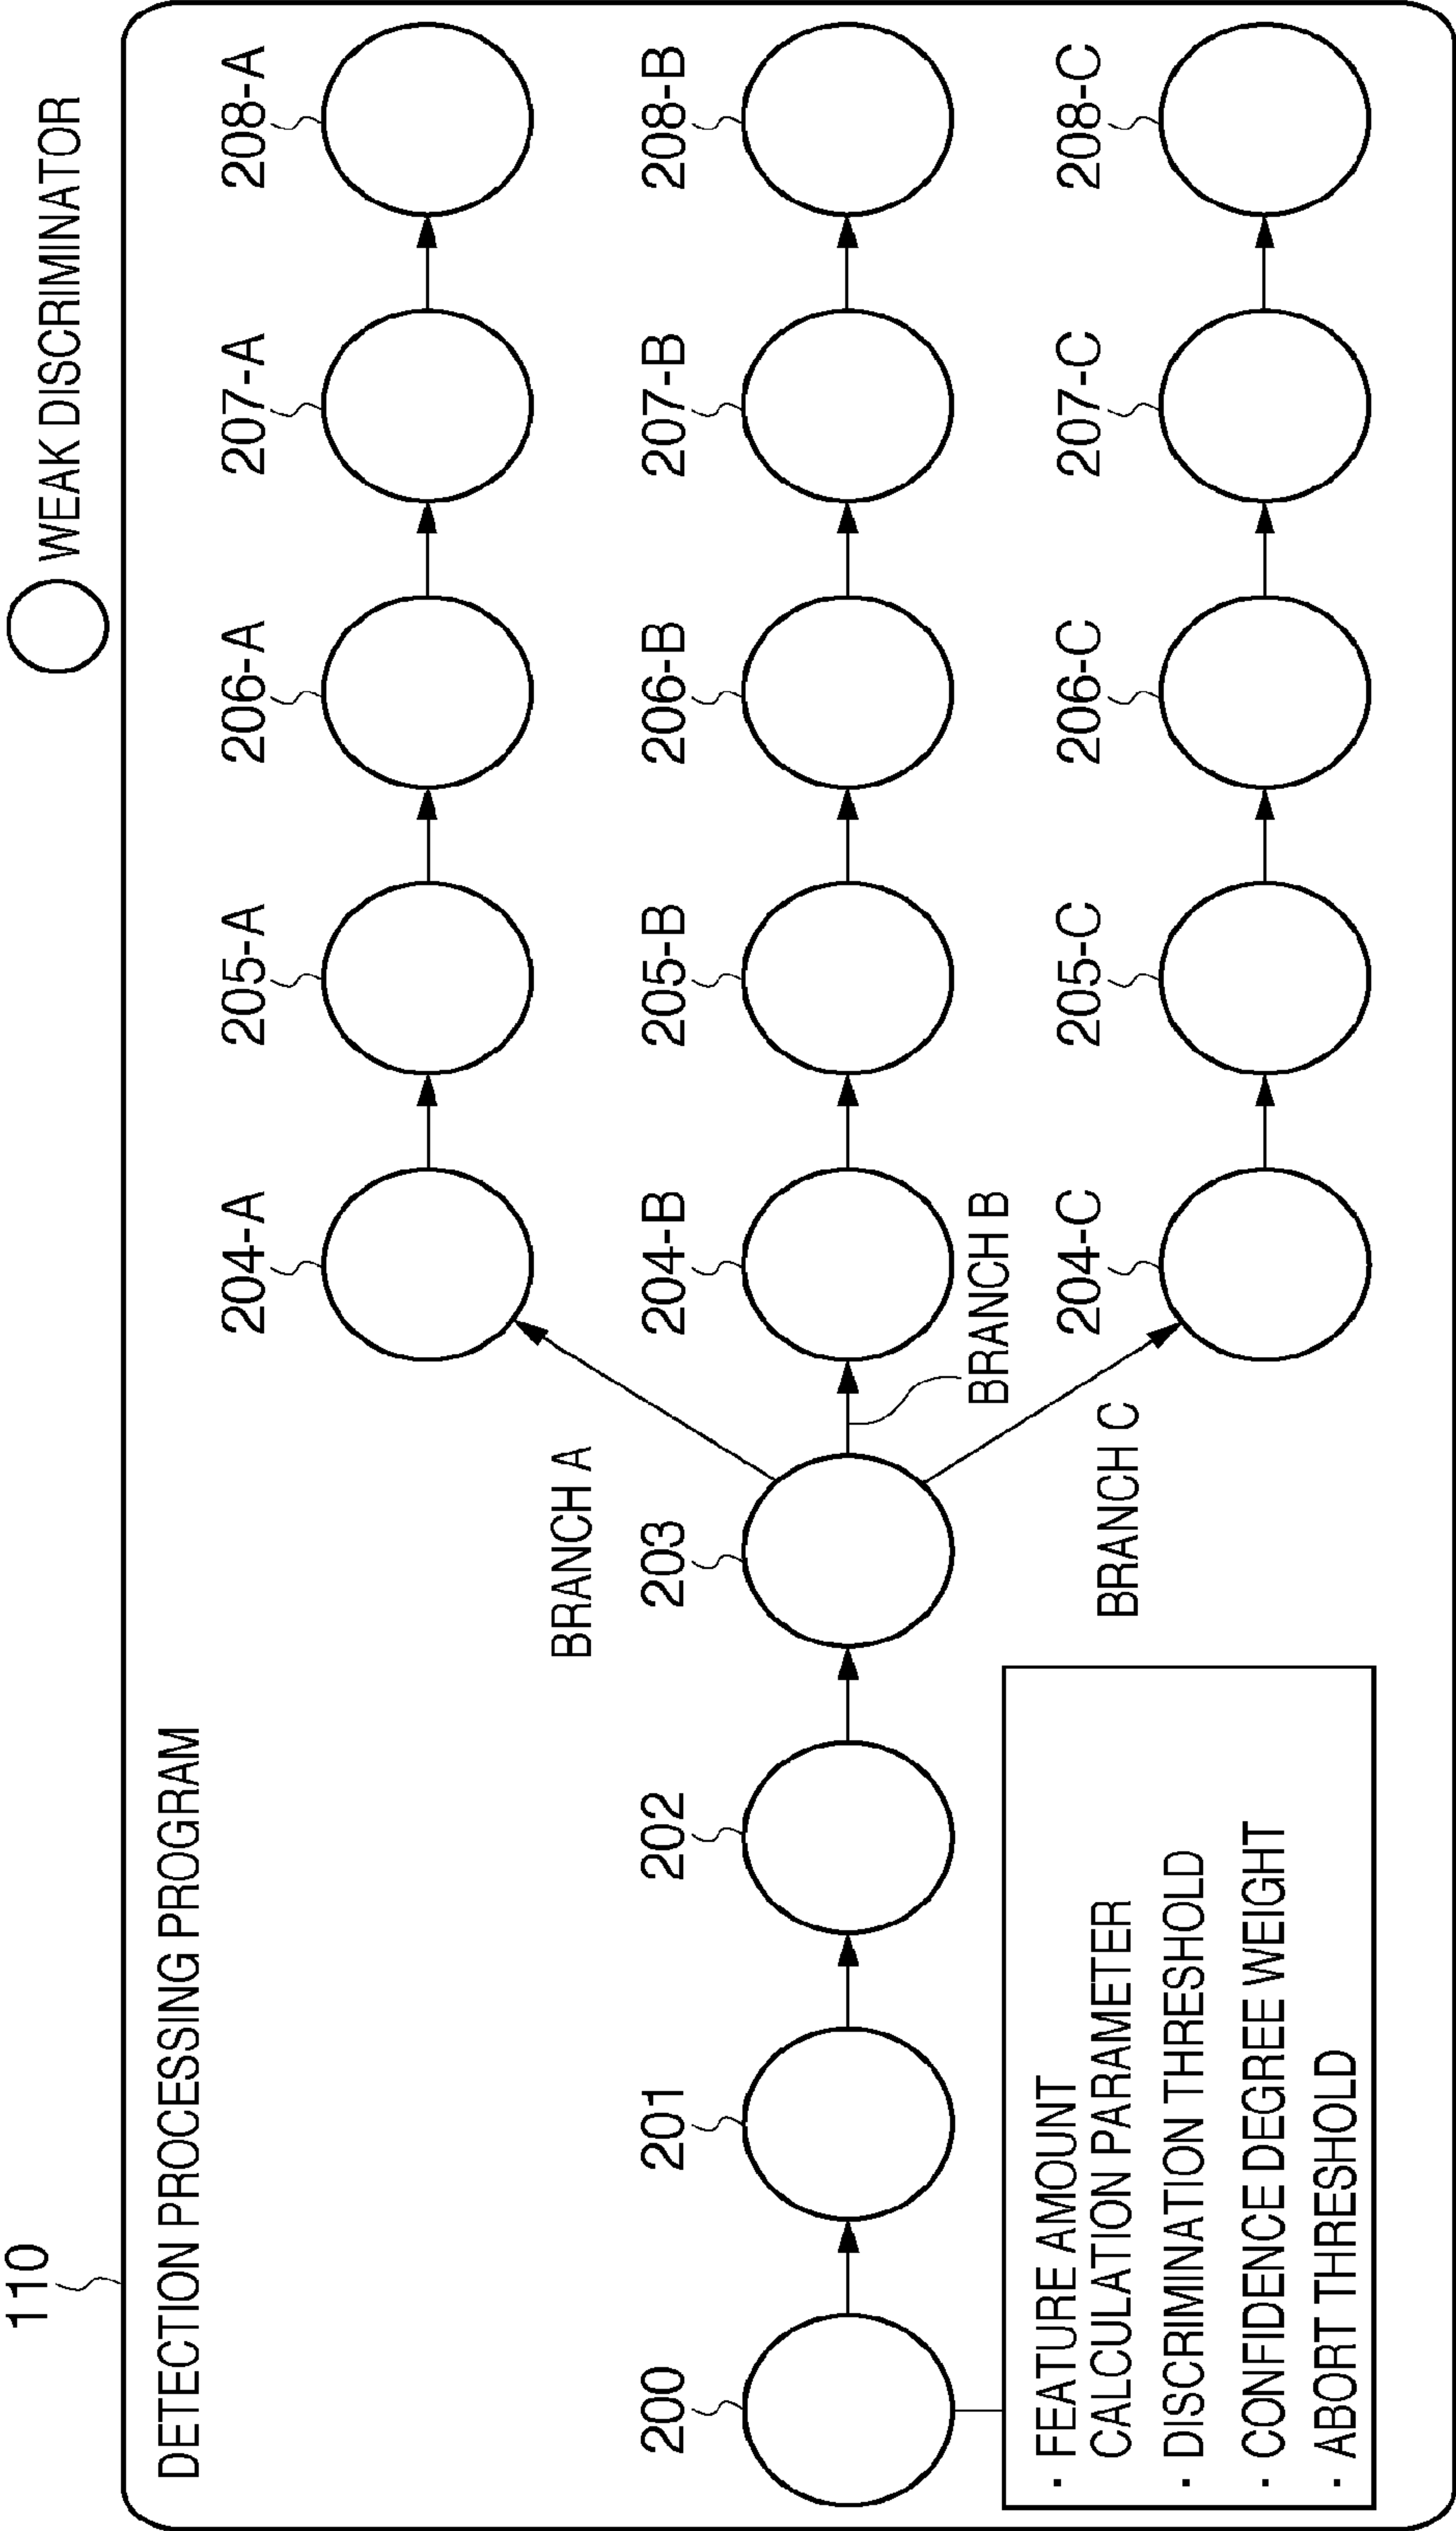 110
WEAK DISCRIMINATOR
DETECTION PROCESSING PROGRAM
204-A
205-A
206-A
207-A
208-A
BRANCH A
200
201
202
203
204-B
205-B
206-B
207-B
208-B
BRANCH B
BRANCH C
204-C
205-C
206-C
207-C
208-C
· FEATURE AMOUNT
CALCULATION PARAMETER
· DISCRIMINATION THRESHOLD
· CONFIDENCE DEGREE WEIGHT
· ABORT THRESHOLD